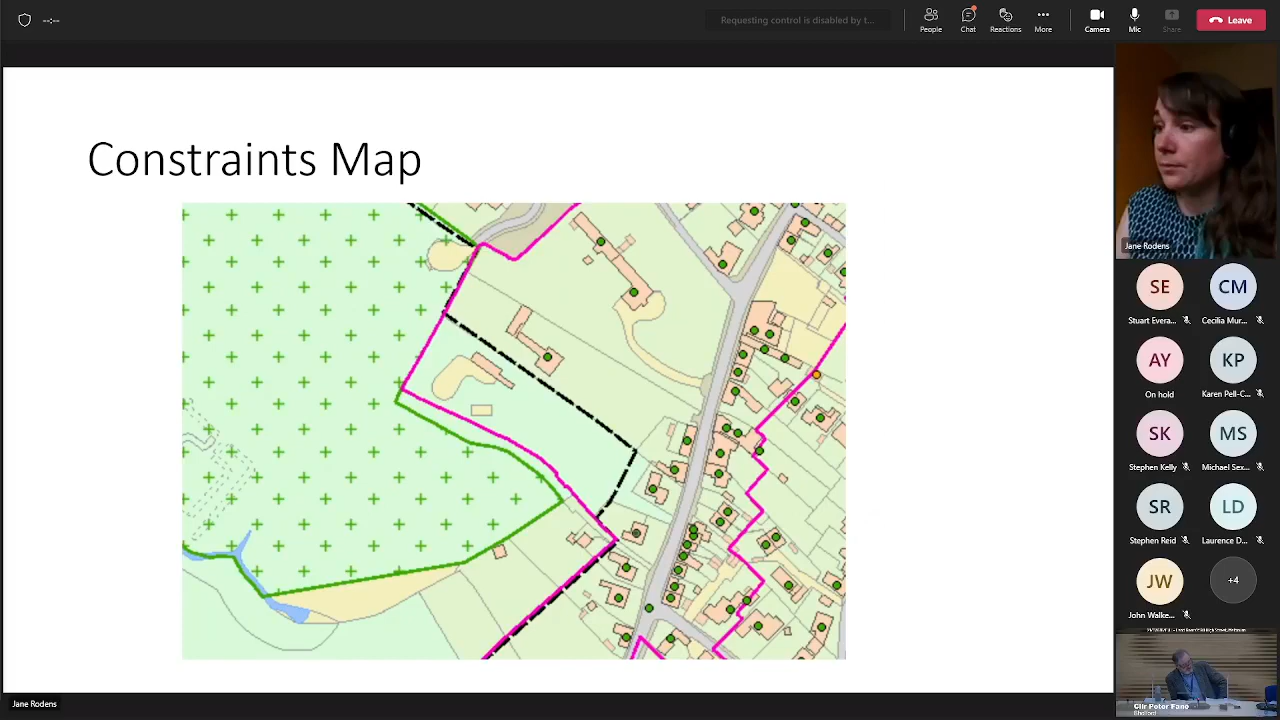 --:--
Requesting control is disabled by t...
People
Chat
Reactions
More
Camera
Mic
Share
Leave
Constraints Map
Jane Rodens
SE
CM
Stuart Evera...
Cecilia Mur...
AY
KP
On hold
Karen Pell-C...
SK
MS
Stephen Kelly
Michael Sex...
SR
LD
Stephen Reid
Laurence D...
JW
+4
John Walke...
Cllr Peter Fane
Shelford
Jane Rodens